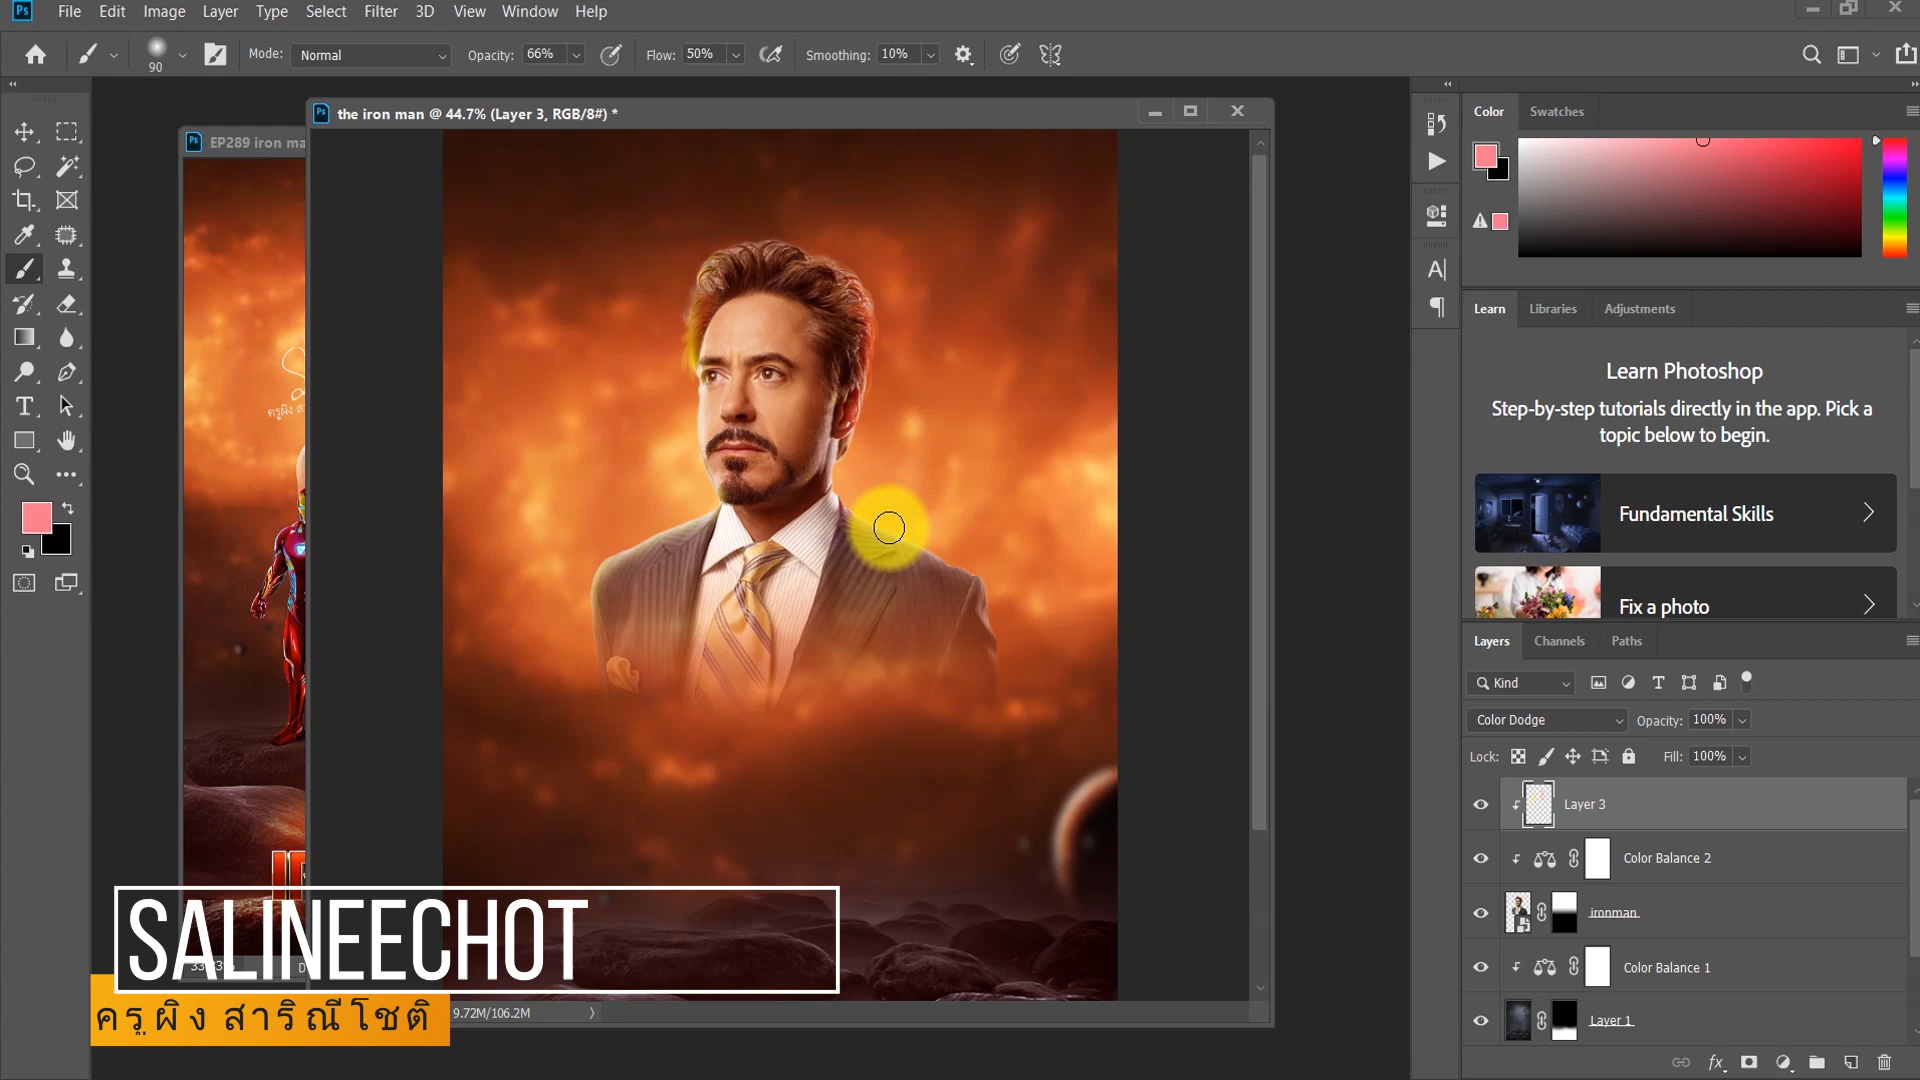 File Edit Image Layer Type Select Filter 3D View Window Help
90 Mode: Normal Opacity: 66% Flow: 50% Smoothing: 10%
the iron man @ 44.7% (Layer 3, RGB/8#) *
EP289 iron ma
Color Swatches
Learn Libraries Adjustments
Learn Photoshop
Step-by-step tutorials directly in the app. Pick a
topic below to begin.
Fundamental Skills
Fix a photo
Layers Channels Paths
Kind
Color Dodge Opacity: 100%
Lock: Fill: 100%
Layer 3
Color Balance 2
ironman
Color Balance 1
Layer 1
SALINEECHOT
ครูผิง สาริณีโชติ
9.72M/106.2M